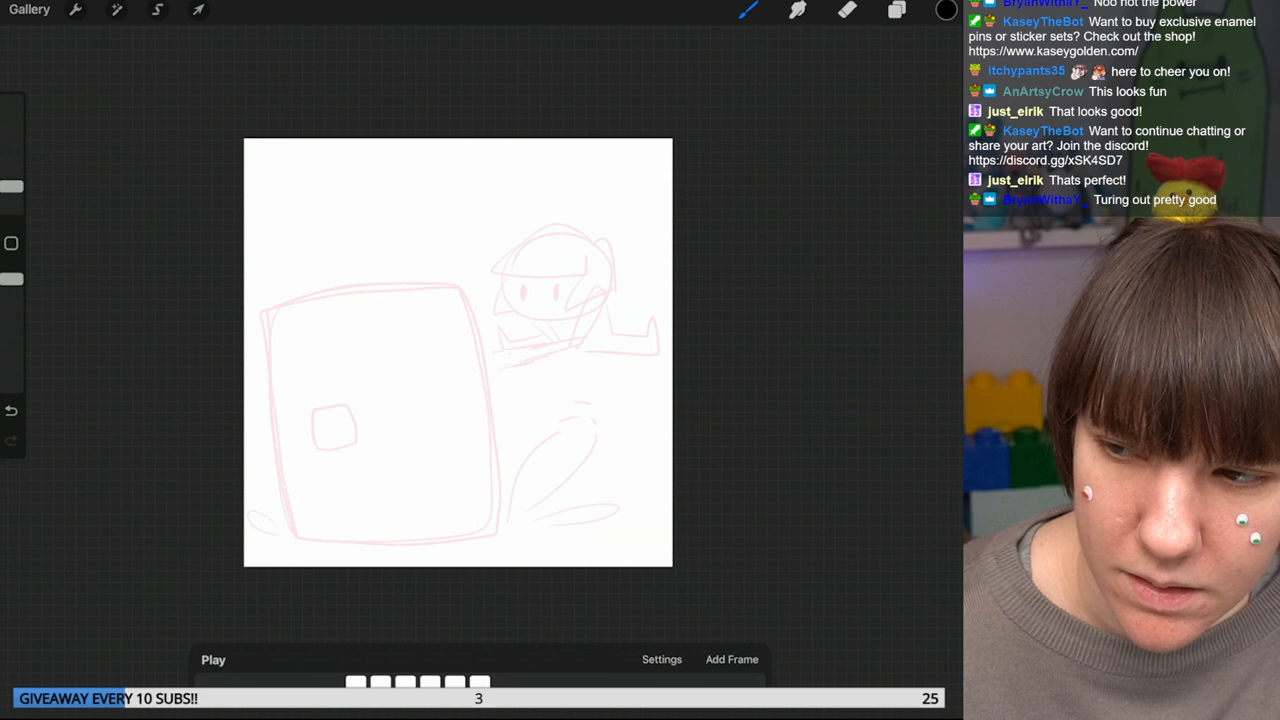 Gallery
BryanWithaY_ Noo not the power
KaseyTheBot Want to buy exclusive enamel
pins or sticker sets? Check out the shop!
https://www.kaseygolden.com/
itchypants35 here to cheer you on!
AnArtsyCrow This looks fun
just_eirik That looks good!
KaseyTheBot Want to continue chatting or
share your art? Join the discord!
https://discord.gg/xSK4SD7
just_eirik Thats perfect!
BryanWithaY_ Turing out pretty good
Play
Settings
Add Frame
GIVEAWAY EVERY 10 SUBS!!
3
25